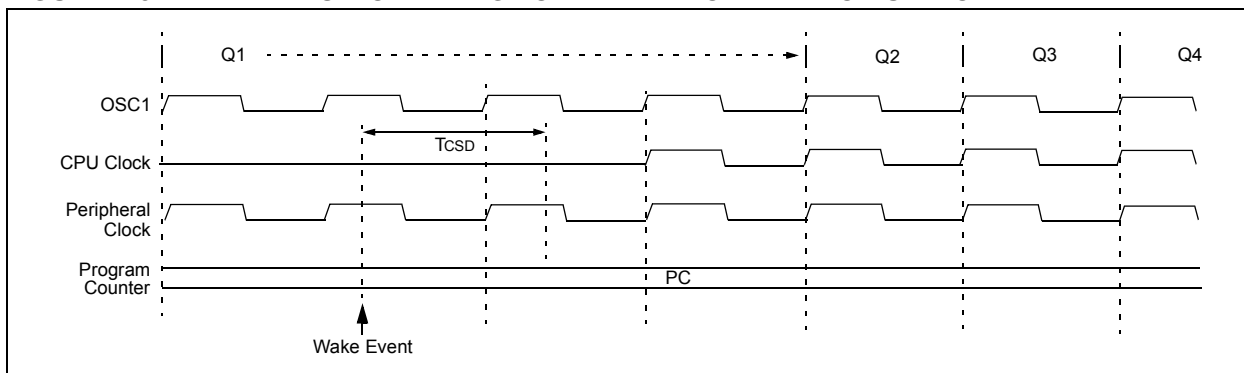 Q1 Q2 Q3 Q4
OSC1
TCSD
CPU Clock
Peripheral
Clock
Program
Counter
PC
Wake Event